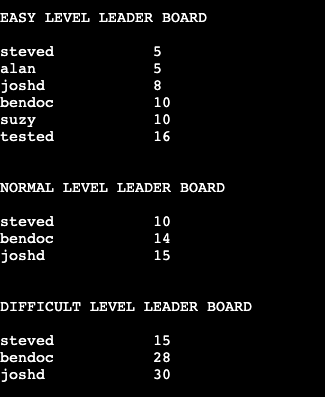 EASY LEVEL LEADER BOARD
steved 5
alan 5
joshd 8
bendoc 10
suzy 10
tested 16
NORMAL LEVEL LEADER BOARD
steved 10
bendoc 14
joshd 15
DIFFICULT LEVEL LEADER BOARD
steved 15
bendoc 28
joshd 30